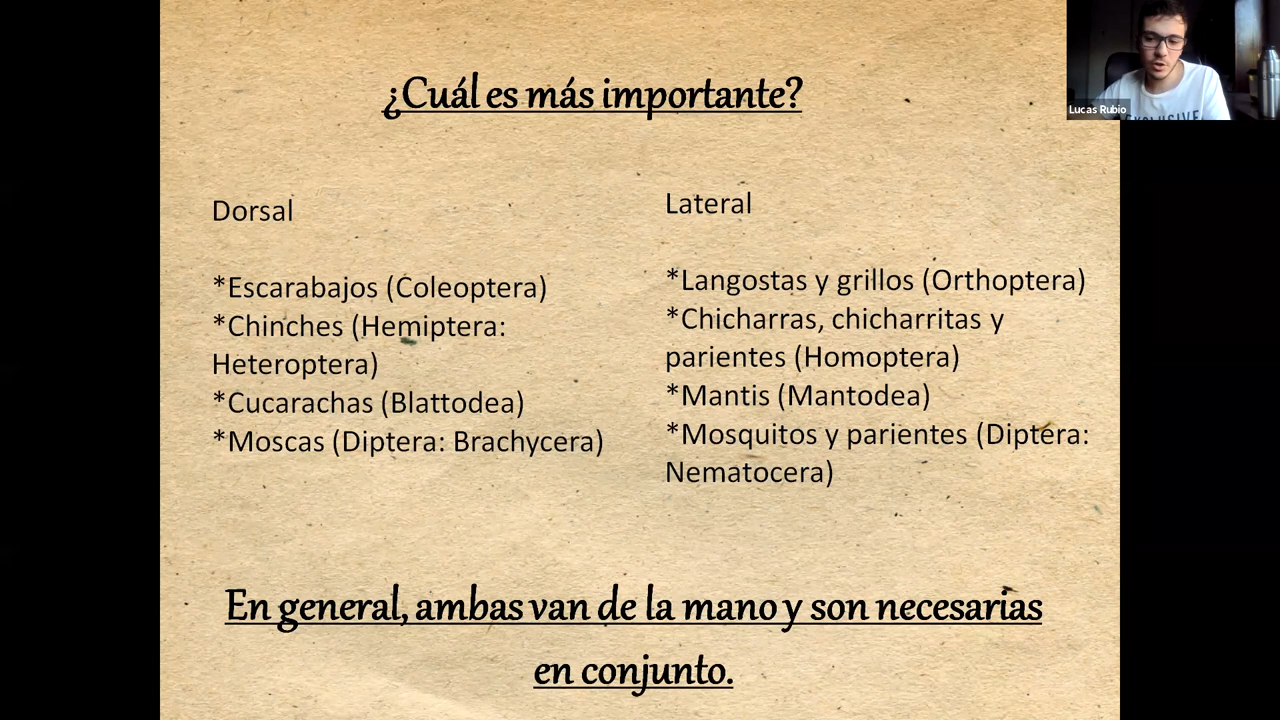 ¿Cuál es más importante?
Dorsal
*Escarabajos (Coleoptera)
*Chinches (Hemiptera:
Heteroptera)
*Cucarachas (Blattodea)
*Moscas (Diptera: Brachycera)
Lateral
*Langostas y grillos (Orthoptera)
*Chicharras, chicharritas y
parientes (Homoptera)
*Mantis (Mantodea)
*Mosquitos y parientes (Diptera:
Nematocera)
En general, ambas van de la mano y son necesarias
en conjunto.
Lucas Rubio